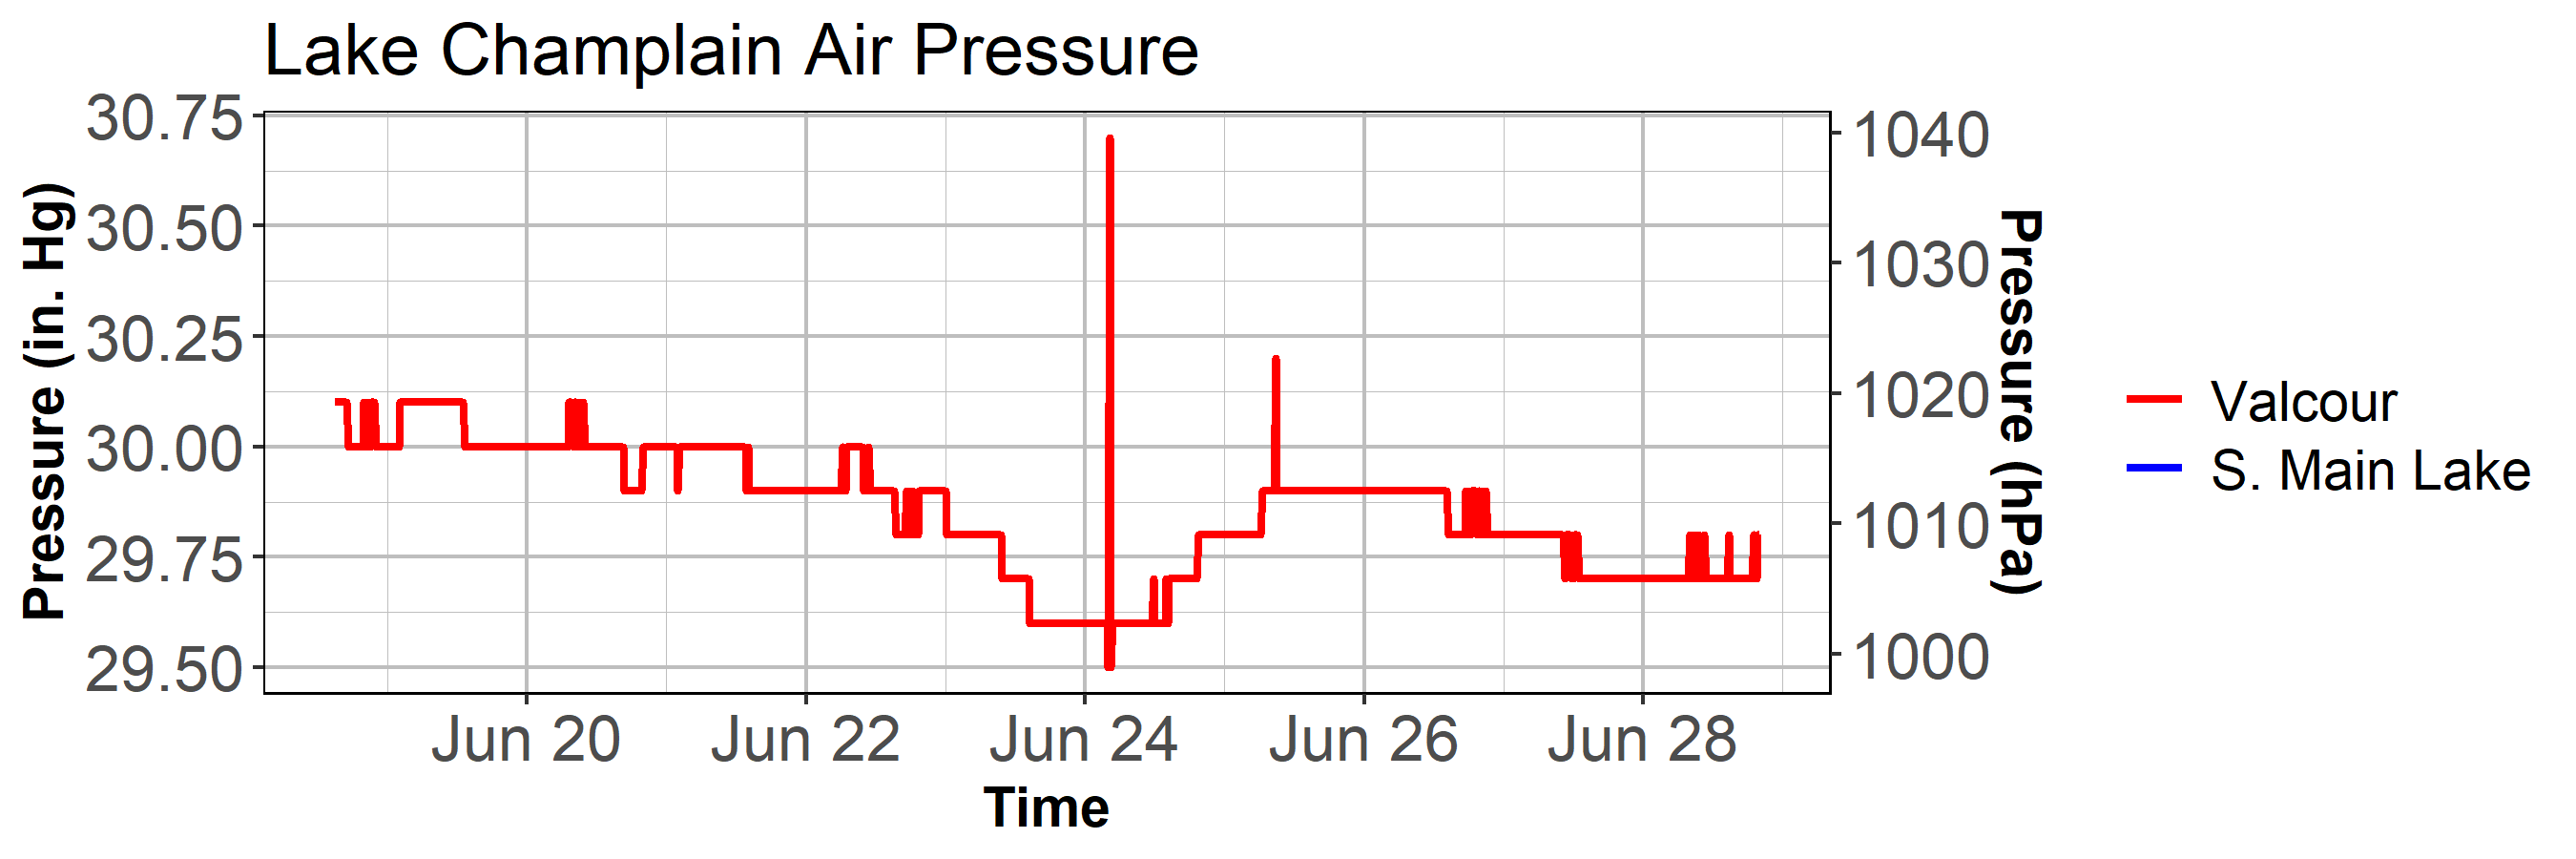 Lake Champlain Air Pressure
Pressure (in. Hg)
30.75
30.50
30.25
30.00
29.75
29.50
1040
1030
1020
1010
1000
Pressure (hPa)
Jun 20
Jun 22
Jun 24
Jun 26
Jun 28
Time
Valcour
S. Main Lake